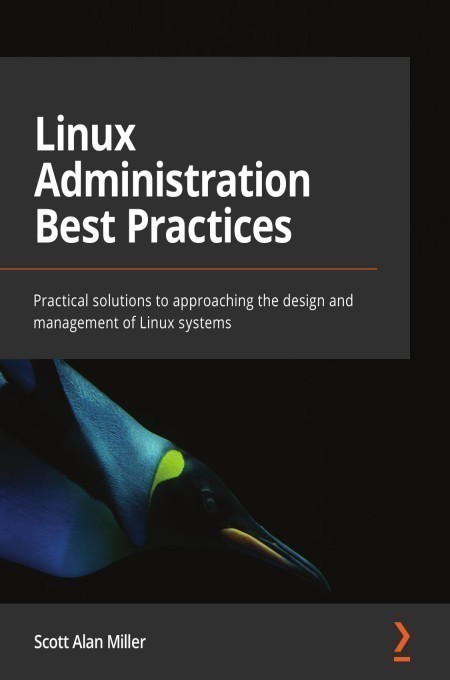 Linux
Administration
Best Practices
Practical solutions to approaching the design and
management of Linux systems
Scott Alan Miller